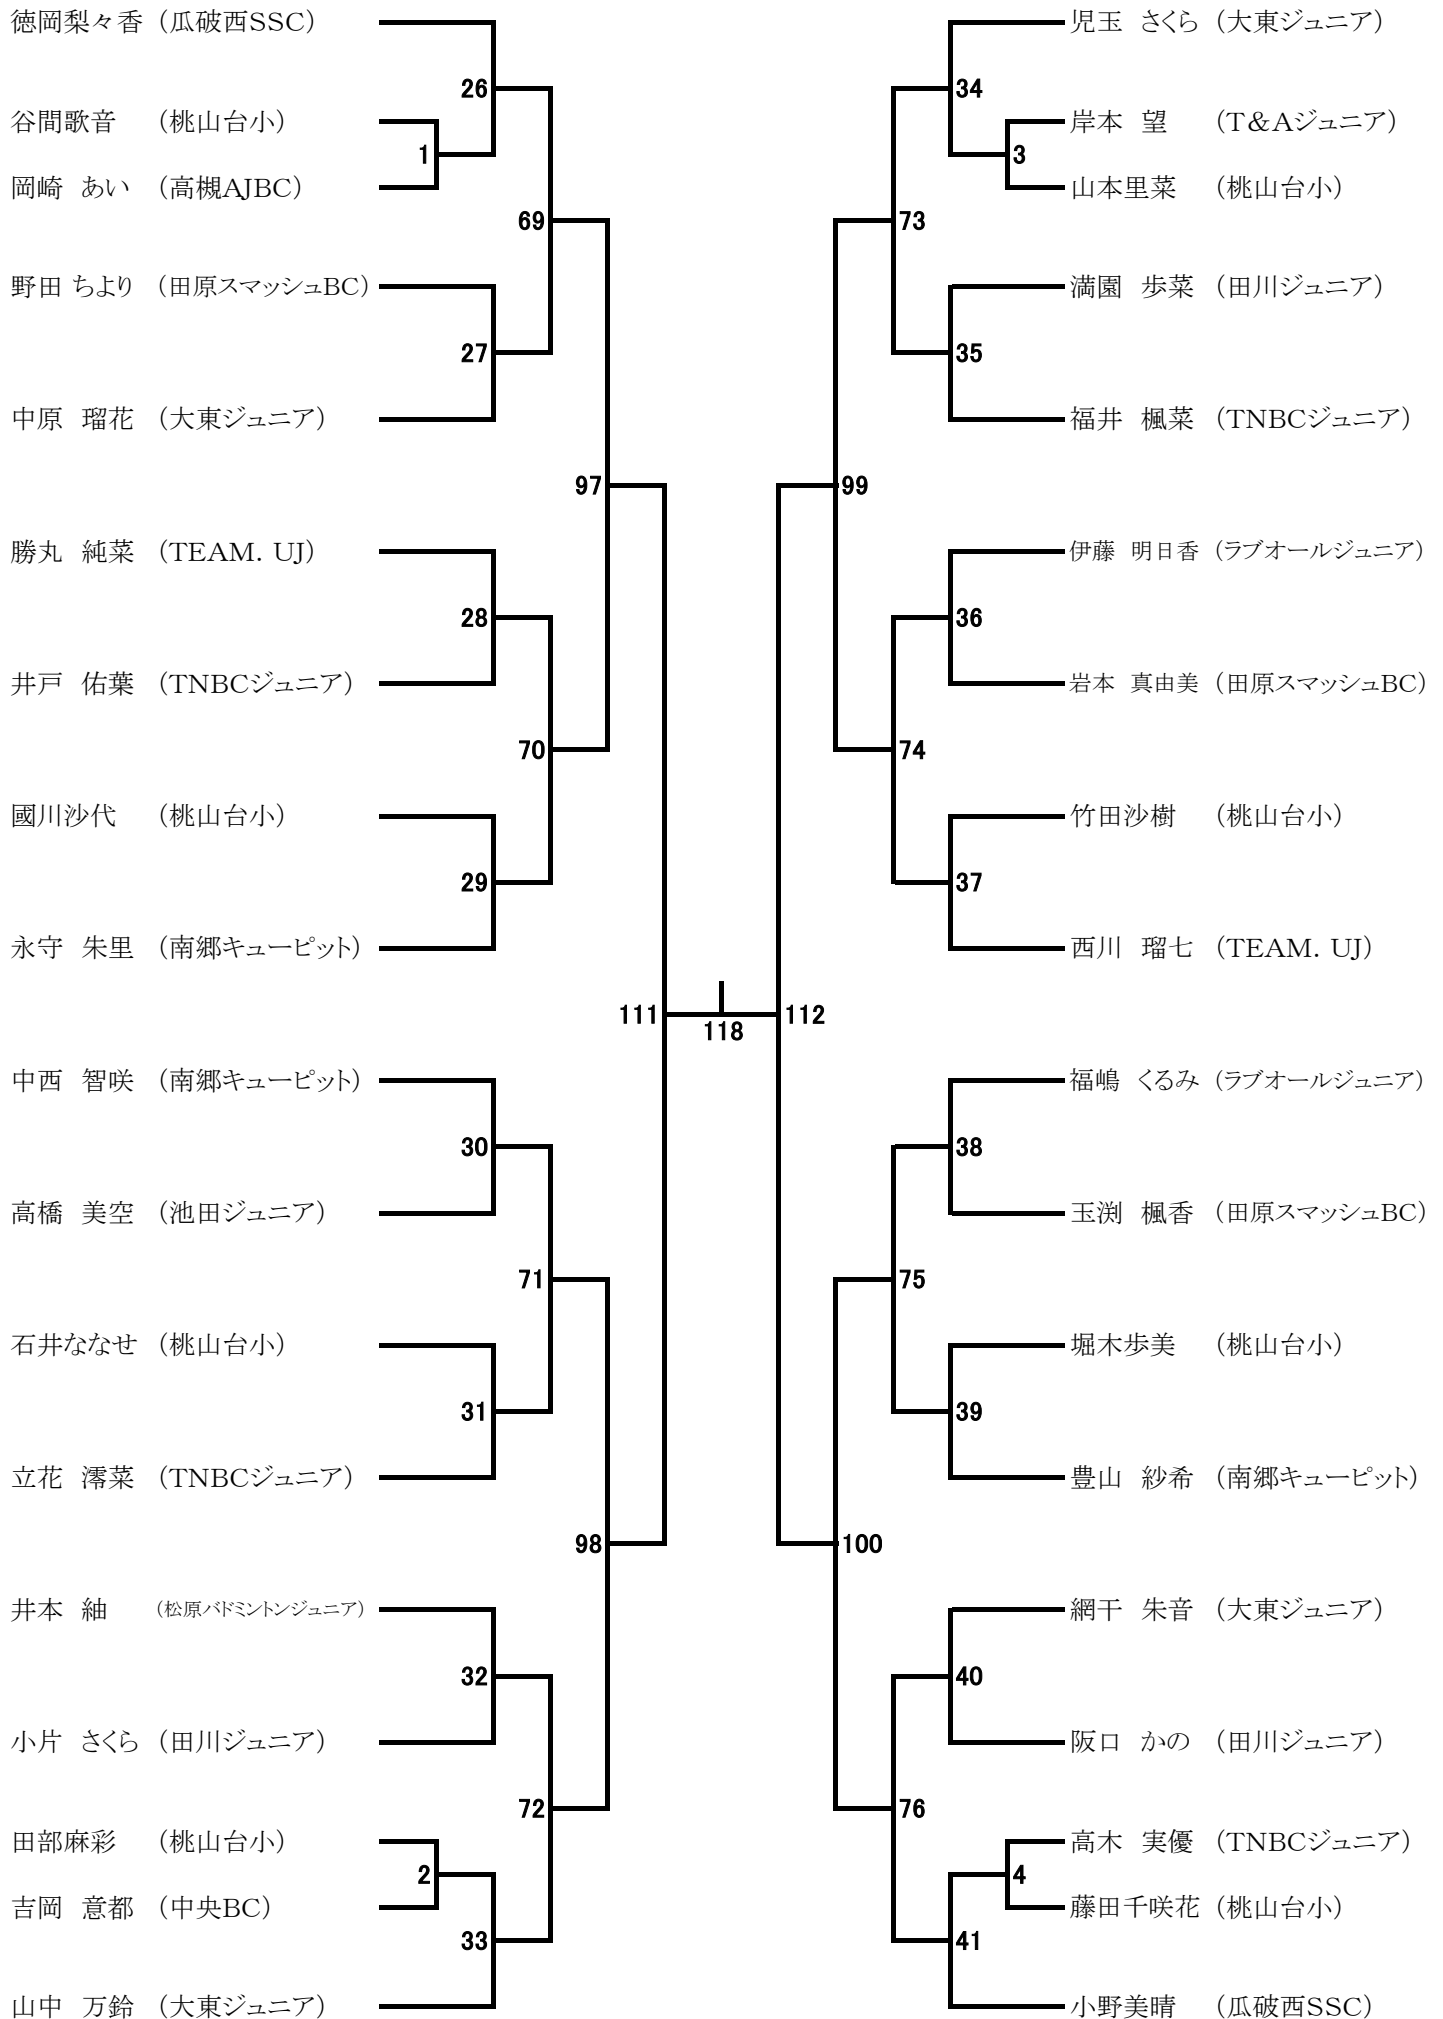 徳岡梨々香 （瓜破西SSC）
26
谷間歌音 （桃山台小）
1
岡崎 あい （高槻AJBC）
69
野田 ちより （田原スマッシュBC）
27
中原 瑠花 （大東ジュニア）
97
勝丸 純菜 （TEAM. UJ）
28
井戸 佑葉 （TNBCジュニア）
70
國川沙代 （桃山台小）
29
永守 朱里 （南郷キューピット）
111
中西 智咲 （南郷キューピット）
30
高橋 美空 （池田ジュニア）
71
石井ななせ （桃山台小）
31
立花 澪菜 （TNBCジュニア）
98
井本 紬 （松原バドミントンジュニア）
32
小片 さくら （田川ジュニア）
72
田部麻彩 （桃山台小）
2
吉岡 意都 （中央BC）
33
山中 万鈴 （大東ジュニア）
118
児玉 さくら （大東ジュニア）
34
岸本 望 （T&Aジュニア）
3
山本里菜 （桃山台小）
73
満園 歩菜 （田川ジュニア）
35
福井 楓菜 （TNBCジュニア）
99
伊藤 明日香 （ラブオールジュニア）
36
岩本 真由美 （田原スマッシュBC）
74
竹田沙樹 （桃山台小）
37
西川 瑠七 （TEAM. UJ）
112
福嶋 くるみ （ラブオールジュニア）
38
玉渕 楓香 （田原スマッシュBC）
75
堀木歩美 （桃山台小）
39
豊山 紗希 （南郷キューピット）
100
網干 朱音 （大東ジュニア）
40
阪口 かの （田川ジュニア）
76
高木 実優 （TNBCジュニア）
4
藤田千咲花 （桃山台小）
41
小野美晴 （瓜破西SSC）